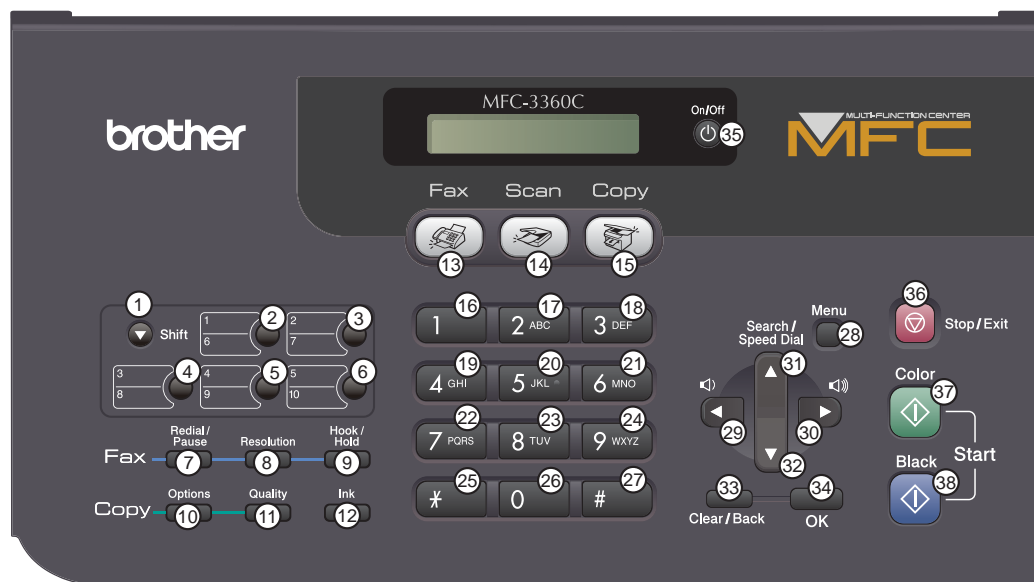 MFC-3360C
On/Off
35
brother
MULTI-FUNCTION CENTER
MFC
Fax Scan Copy
13 14 15
1 Shift
2 1 6
3 2 7
4 3 8
5 4 9
6 5 10
Fax
Redial / Pause
7
Resolution
8
Hook / Hold
9
Copy
Options
10
Quality
11
Ink
12
16 17 18
1 2 ABC 3 DEF
19 20 21
4 GHI 5 JKL 6 MNO
22 23 24
7 PQRS 8 TUV 9 WXYZ
25 26 27
* 0 #
Search /
Speed Dial
31
Menu
28
29 30
32
33 34
Clear / Back OK
36
Stop / Exit
Color
37
Start
Black
38